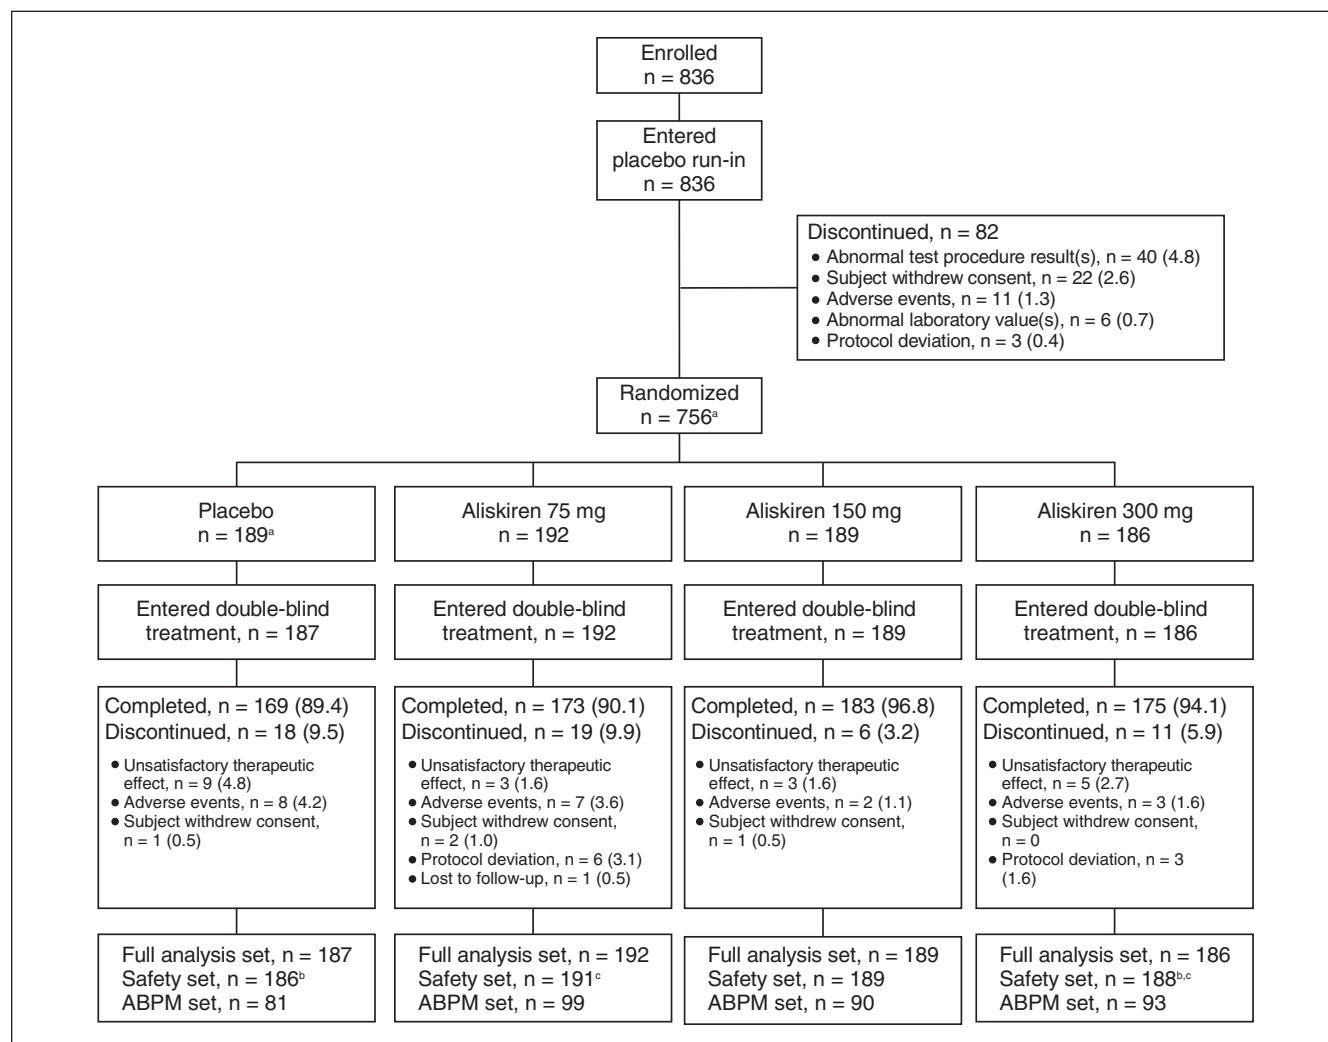 Enrolled
n = 836
Entered
placebo run-in
n = 836
Discontinued, n = 82
• Abnormal test procedure result(s), n = 40 (4.8)
• Subject withdrew consent, n = 22 (2.6)
• Adverse events, n = 11 (1.3)
• Abnormal laboratory value(s), n = 6 (0.7)
• Protocol deviation, n = 3 (0.4)
Randomized
n = 756ᵃ
Placebo
n = 189ᵃ
Aliskiren 75 mg
n = 192
Aliskiren 150 mg
n = 189
Aliskiren 300 mg
n = 186
Entered double-blind
treatment, n = 187
Entered double-blind
treatment, n = 192
Entered double-blind
treatment, n = 189
Entered double-blind
treatment, n = 186
Completed, n = 169 (89.4)
Discontinued, n = 18 (9.5)
• Unsatisfactory therapeutic
effect, n = 9 (4.8)
• Adverse events, n = 8 (4.2)
• Subject withdrew consent,
n = 1 (0.5)
Completed, n = 173 (90.1)
Discontinued, n = 19 (9.9)
• Unsatisfactory therapeutic
effect, n = 3 (1.6)
• Adverse events, n = 7 (3.6)
• Subject withdrew consent,
n = 2 (1.0)
• Protocol deviation, n = 6 (3.1)
• Lost to follow-up, n = 1 (0.5)
Completed, n = 183 (96.8)
Discontinued, n = 6 (3.2)
• Unsatisfactory therapeutic
effect, n = 3 (1.6)
• Adverse events, n = 2 (1.1)
• Subject withdrew consent,
n = 1 (0.5)
Completed, n = 175 (94.1)
Discontinued, n = 11 (5.9)
• Unsatisfactory therapeutic
effect, n = 5 (2.7)
• Adverse events, n = 3 (1.6)
• Subject withdrew consent,
n = 0
• Protocol deviation, n = 3
(1.6)
Full analysis set, n = 187
Safety set, n = 186ᵇ
ABPM set, n = 81
Full analysis set, n = 192
Safety set, n = 191ᶜ
ABPM set, n = 99
Full analysis set, n = 189
Safety set, n = 189
ABPM set, n = 90
Full analysis set, n = 186
Safety set, n = 188ᵇ,ᶜ
ABPM set, n = 93